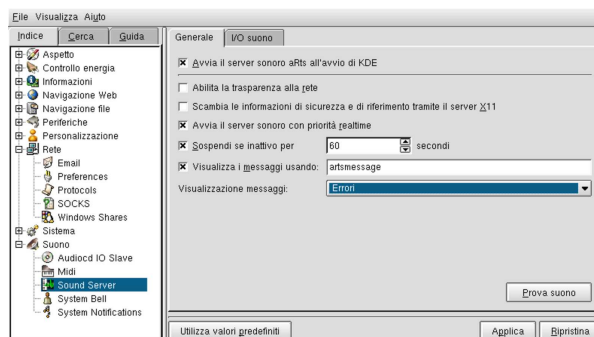 File Visualizza Aiuto
Indice Cerca Guida
Aspetto
Controllo energia
Informazioni
Navigazione Web
Navigazione file
Periferiche
Personalizzazione
Rete
Email
Preferences
Protocols
SOCKS
Windows Shares
Sistema
Suono
Audiocd IO Slave
Midi
Sound Server
System Bell
System Notifications
Generale I/O suono
Avvia il server sonoro aRts all'avvio di KDE
Abilita la trasparenza alla rete
Scambia le informazioni di sicurezza e di riferimento tramite il server X11
Avvia il server sonoro con priorità realtime
Sospendi se inattivo per 60 secondi
Visualizza i messaggi usando: artsmessage
Visualizzazione messaggi: Errori
Prova suono
Utilizza valori predefiniti Applica Ripristina